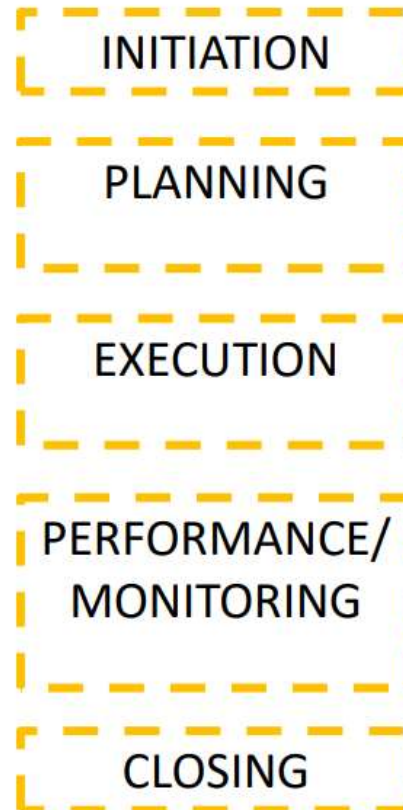 INITIATION
PLANNING
EXECUTION
PERFORMANCE/
MONITORING
CLOSING